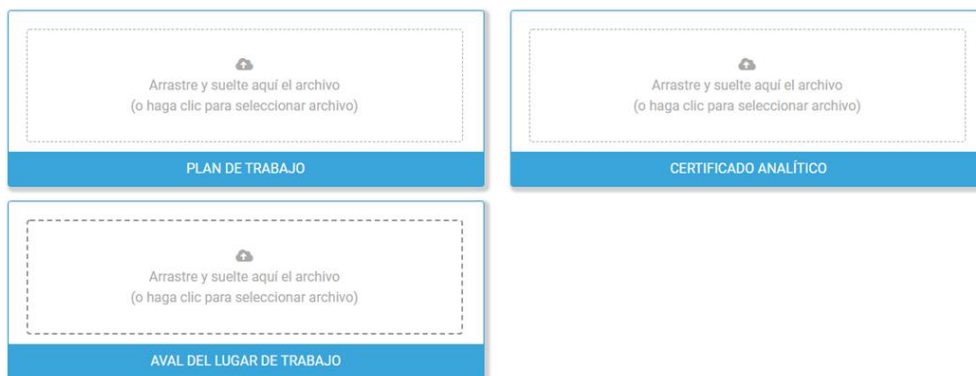 Arrastre y suelte aquí el archivo
(o haga clic para seleccionar archivo)
PLAN DE TRABAJO
Arrastre y suelte aquí el archivo
(o haga clic para seleccionar archivo)
CERTIFICADO ANALÍTICO
Arrastre y suelte aquí el archivo
(o haga clic para seleccionar archivo)
AVAL DEL LUGAR DE TRABAJO